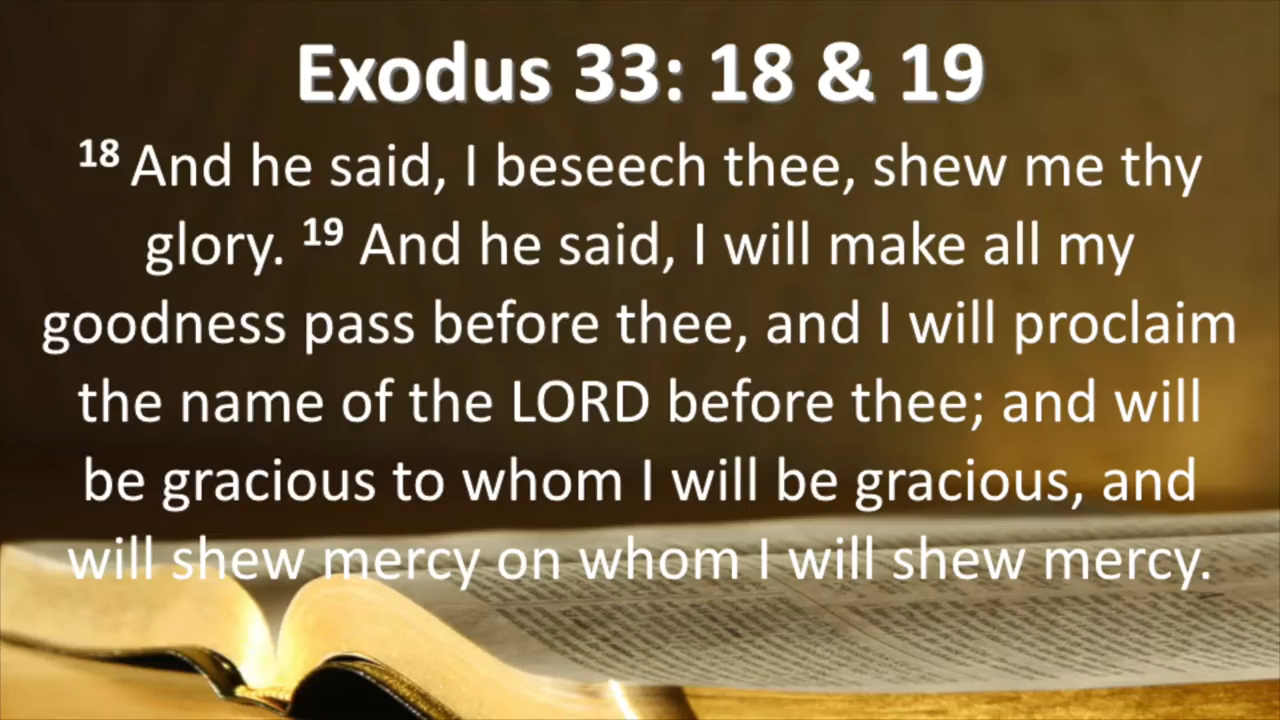 Exodus 33: 18 & 19
18 And he said, I beseech thee, shew me thy
glory. 19 And he said, I will make all my
goodness pass before thee, and I will proclaim
the name of the LORD before thee; and will
be gracious to whom I will be gracious, and
will shew mercy on whom I will shew mercy.